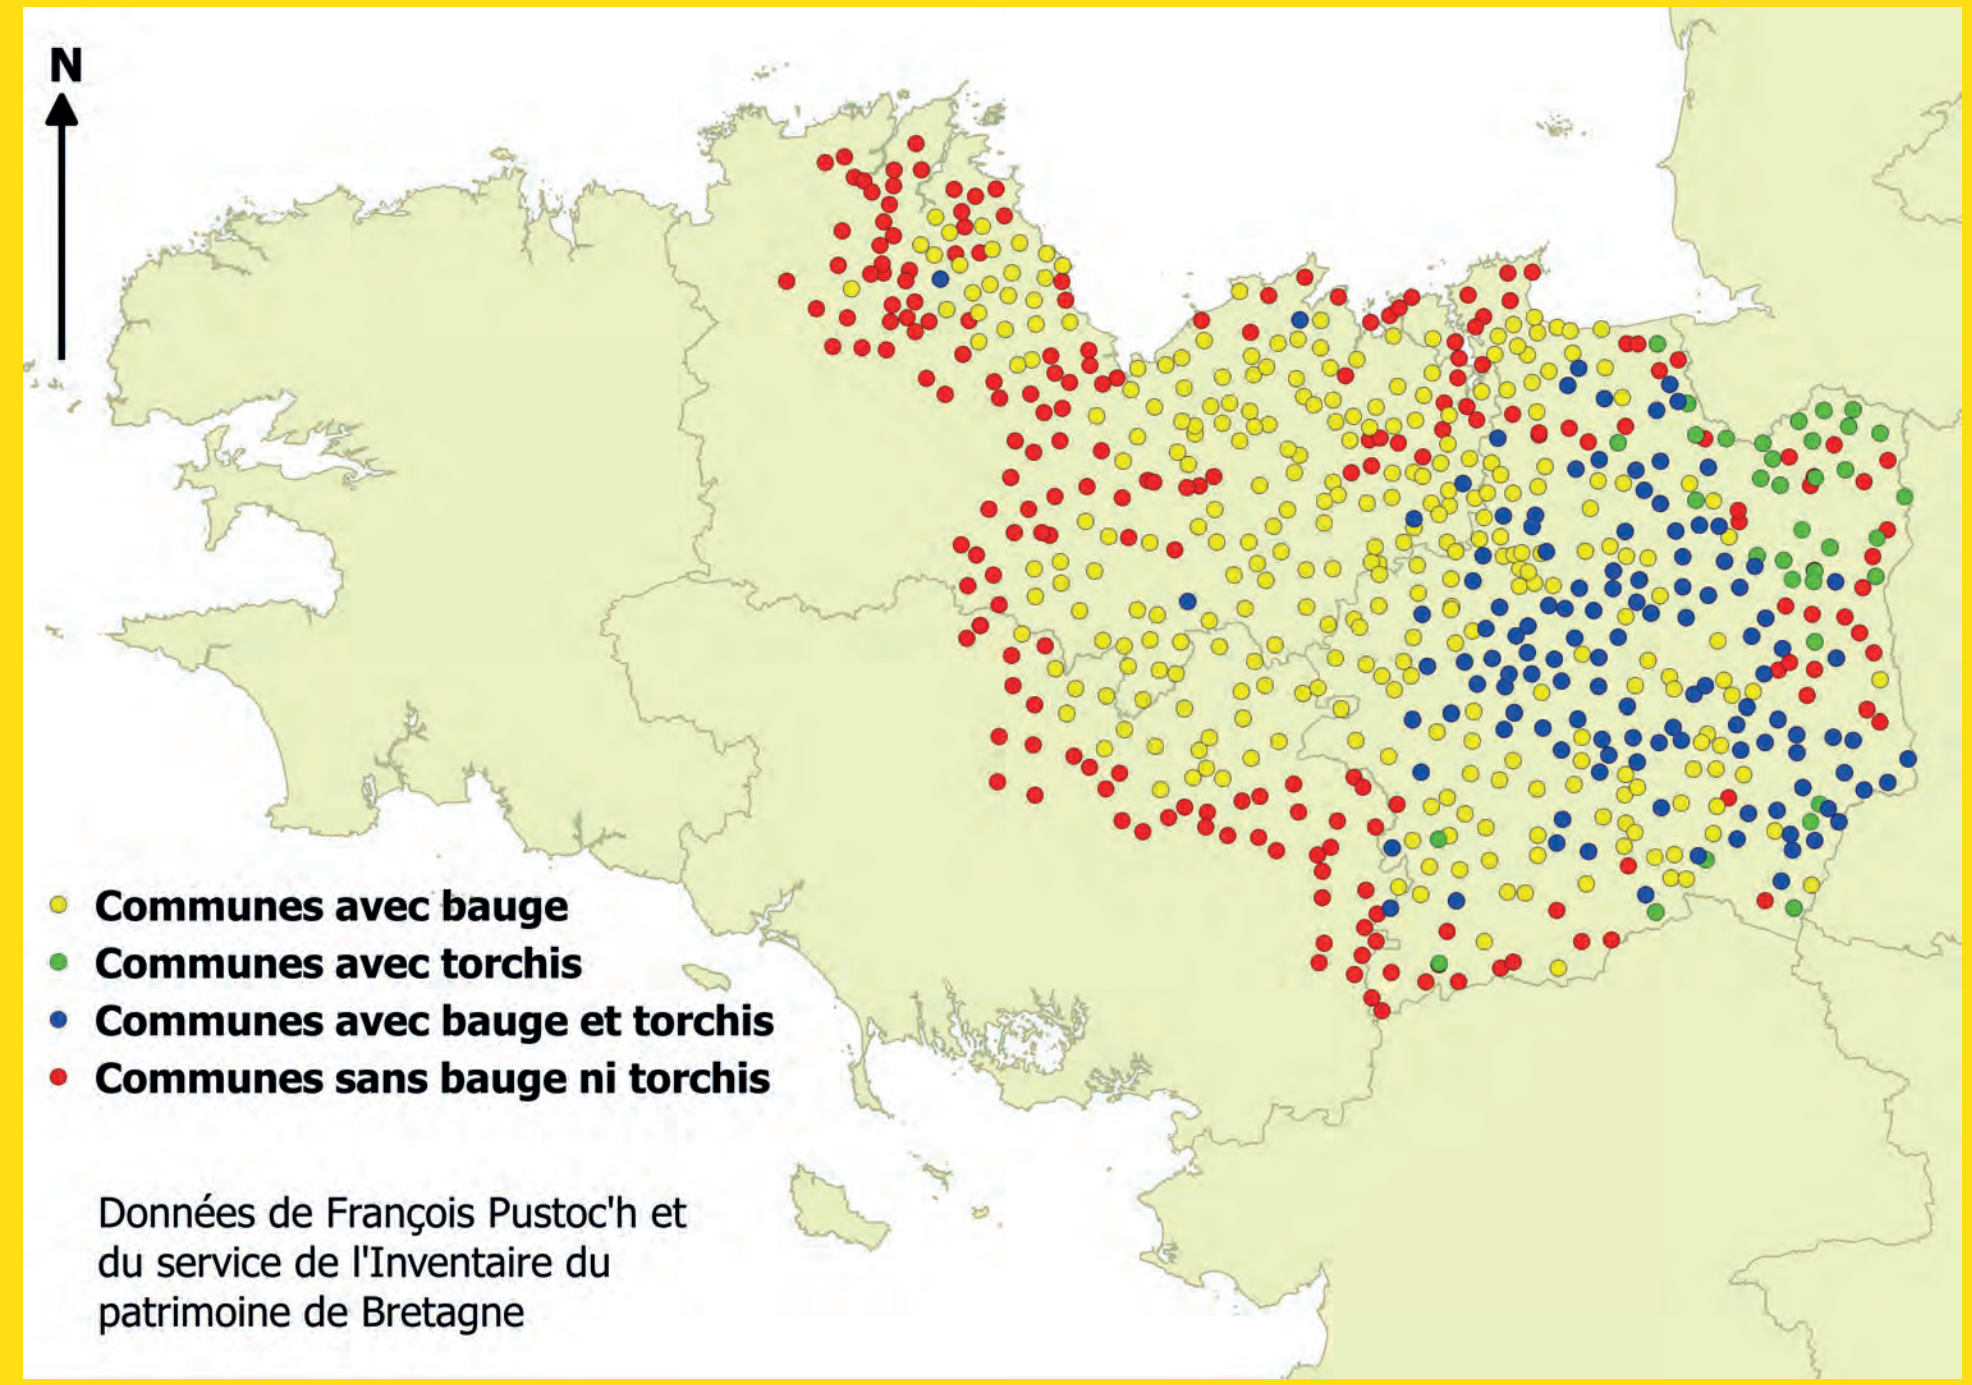 N
Communes avec bauge
Communes avec torchis
Communes avec bauge et torchis
Communes sans bauge ni torchis
Données de François Pustoc'h et
du service de l'Inventaire du
patrimoine de Bretagne